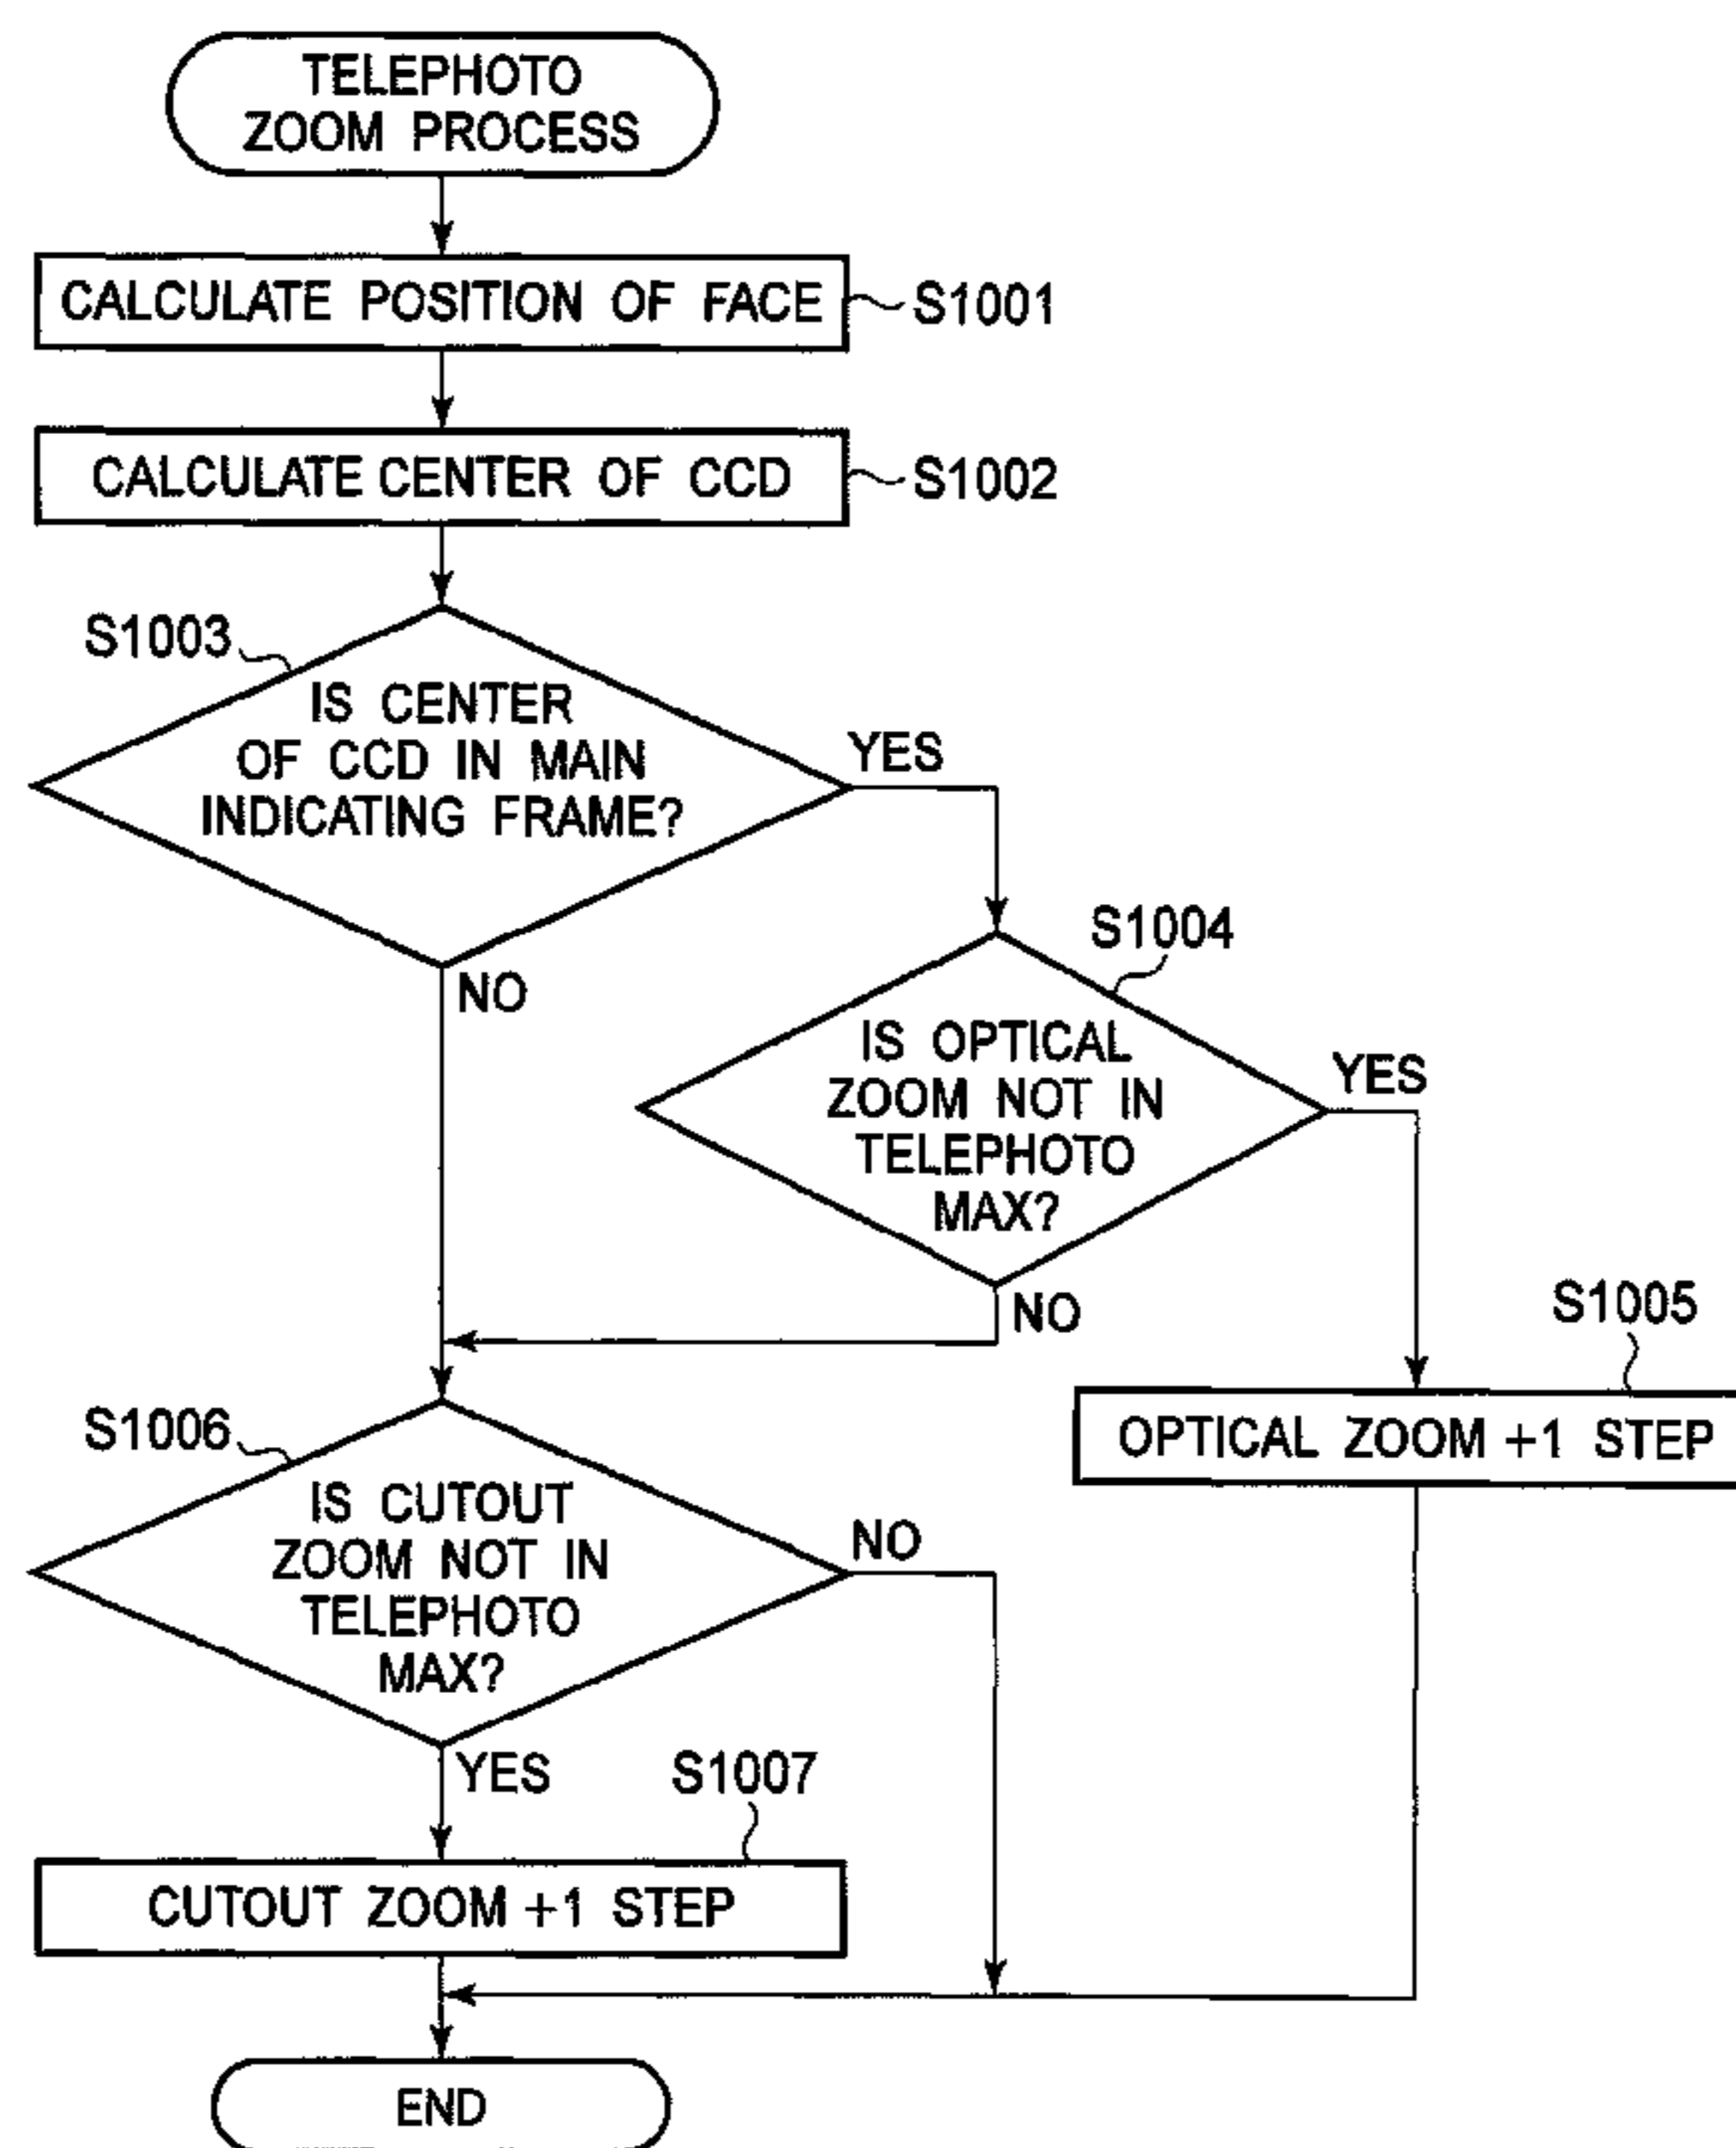 TELEPHOTO
ZOOM PROCESS
CALCULATE POSITION OF FACE
S1001
CALCULATE CENTER OF CCD
S1002
S1003
IS CENTER
OF CCD IN MAIN
INDICATING FRAME?
YES
NO
S1004
IS OPTICAL
ZOOM NOT IN
TELEPHOTO
MAX?
YES
NO
S1005
OPTICAL ZOOM +1 STEP
S1006
IS CUTOUT
ZOOM NOT IN
TELEPHOTO
MAX?
NO
YES
S1007
CUTOUT ZOOM +1 STEP
END